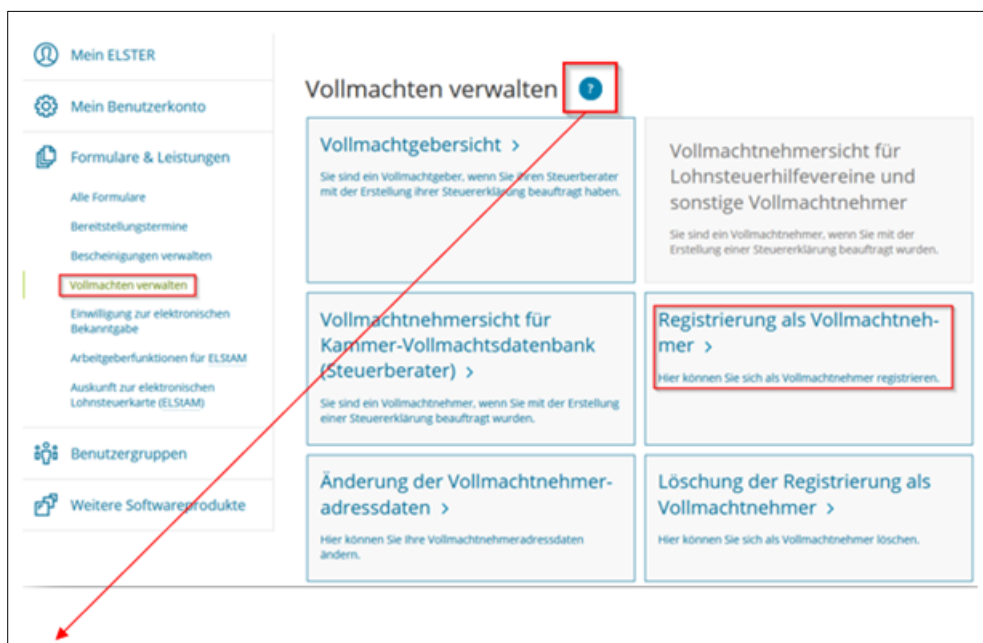 Mein ELSTER
Mein Benutzerkonto
Formulare & Leistungen
Alle Formulare
Bereitstellungstermine
Bescheinigungen verwalten
Vollmachten verwalten
Einwilligung zur elektronischen
Bekanntgabe
Arbeitgeberfunktionen für ELStAM
Auskunft zur elektronischen
Lohnsteuerkarte (ELStAM)
Benutzergruppen
Weitere Softwareprodukte
Vollmachten verwalten ?
Vollmachtgebersicht >
Sie sind ein Vollmachtgeber, wenn Sie Ihren Steuerberater
mit der Erstellung ihrer Steuererklärung beauftragt haben.
Vollmachtnehmersicht für
Lohnsteuerhilfevereine und
sonstige Vollmachtnehmer
Sie sind ein Vollmachtnehmer, wenn Sie mit der
Erstellung einer Steuererklärung beauftragt wurden.
Vollmachtnehmersicht für
Kammer-Vollmachtsdatenbank
(Steuerberater) >
Sie sind ein Vollmachtnehmer, wenn Sie mit der Erstellung
einer Steuererklärung beauftragt wurden.
Registrierung als Vollmachtneh-
mer >
Hier können Sie sich als Vollmachtnehmer registrieren.
Änderung der Vollmachtnehmer-
adressdaten >
Hier können Sie Ihre Vollmachtnehmeradressdaten
ändern.
Löschung der Registrierung als
Vollmachtnehmer >
Hier können Sie sich als Vollmachtnehmer löschen.